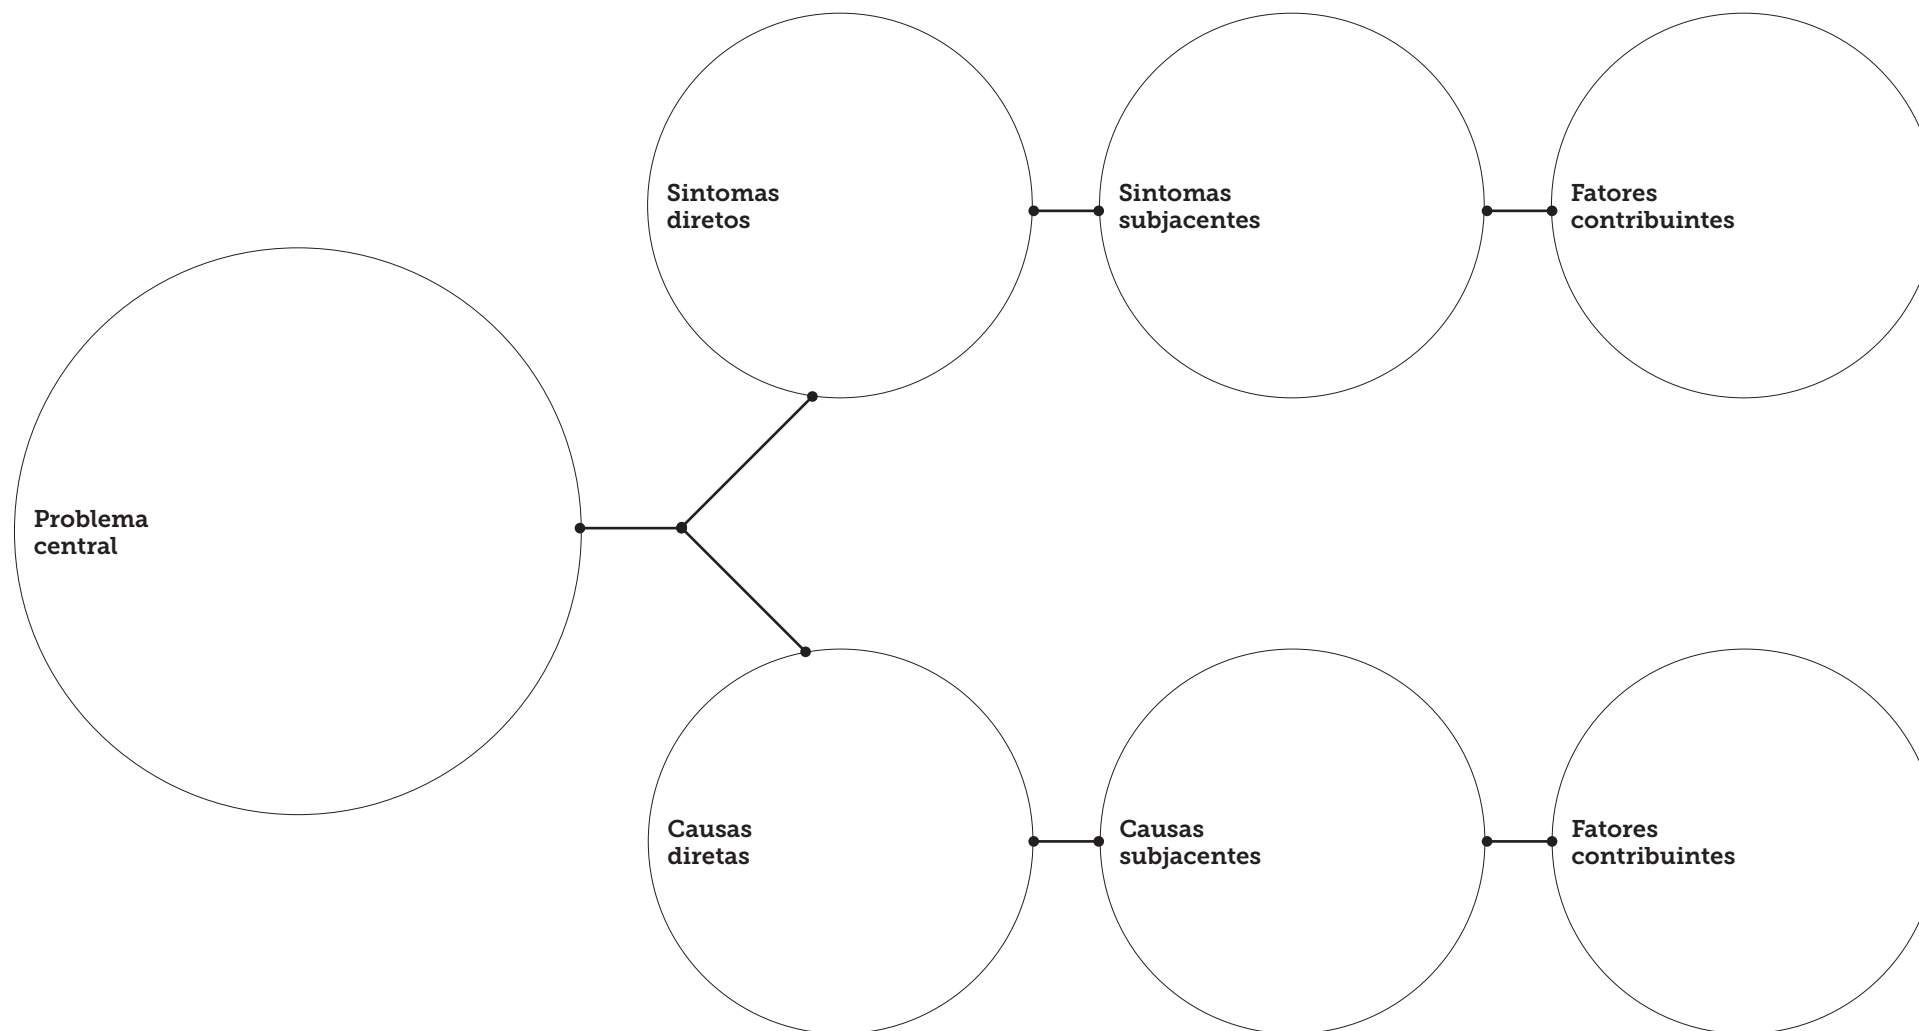 Sintomas
diretos
Sintomas
subjacentes
Fatores
contribuintes
Problema
central
Causas
diretas
Causas
subjacentes
Fatores
contribuintes